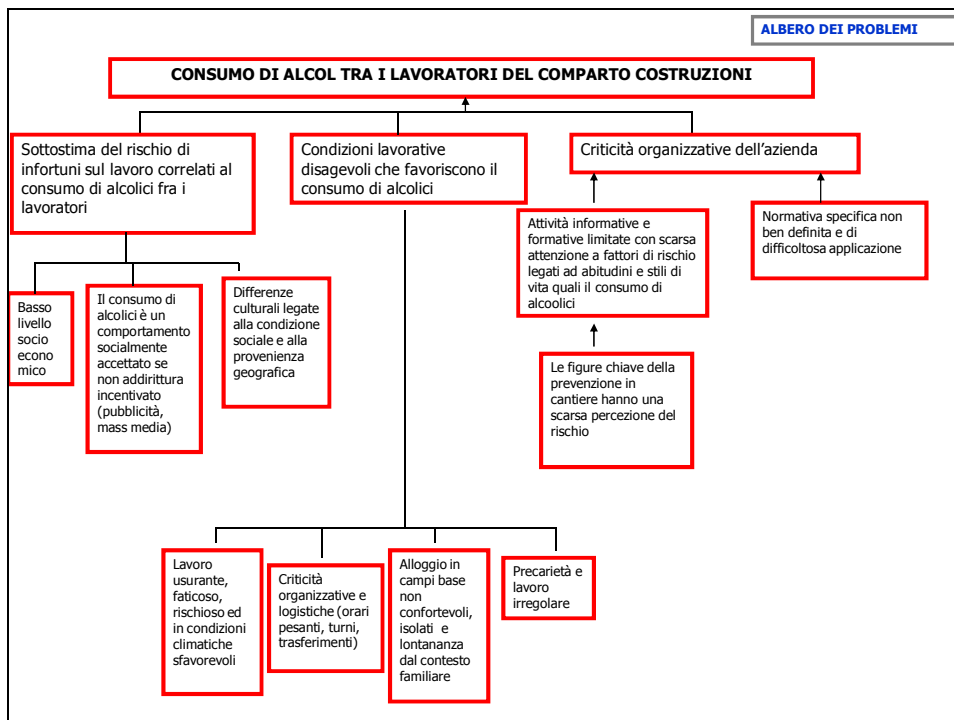 ALBERO DEI PROBLEMI
CONSUMO DI ALCOL TRA I LAVORATORI DEL COMPARTO COSTRUZIONI
Sottostima del rischio di
infortuni sul lavoro correlati al
consumo di alcolici fra i
lavoratori
Condizioni lavorative
disagevoli che favoriscono il
consumo di alcolici
Criticità organizzative dell'azienda
Attività informative e
formative limitate con scarsa
attenzione a fattori di rischio
legati ad abitudini e stili di
vita quali il consumo di
alcoolici
Normativa specifica non
ben definita e di
difficoltosa applicazione
Basso
livello
socio
econo
mico
Il consumo di
alcolici è un
comportamento
socialmente
accettato se
non addirittura
incentivato
(pubblicità,
mass media)
Differenze
culturali legate
alla condizione
sociale e alla
provenienza
geografica
Le figure chiave della
prevenzione in
cantiere hanno una
scarsa percezione del
rischio
Lavoro
usurante,
faticoso,
rischioso ed
in condizioni
climatiche
sfavorevoli
Criticità
organizzative e
logistiche (orari
pesanti, turni,
trasferimenti)
Alloggio in
campi base
non
confortevoli,
isolati e
lontananza
dal contesto
familiare
Precarietà e
lavoro
irregolare